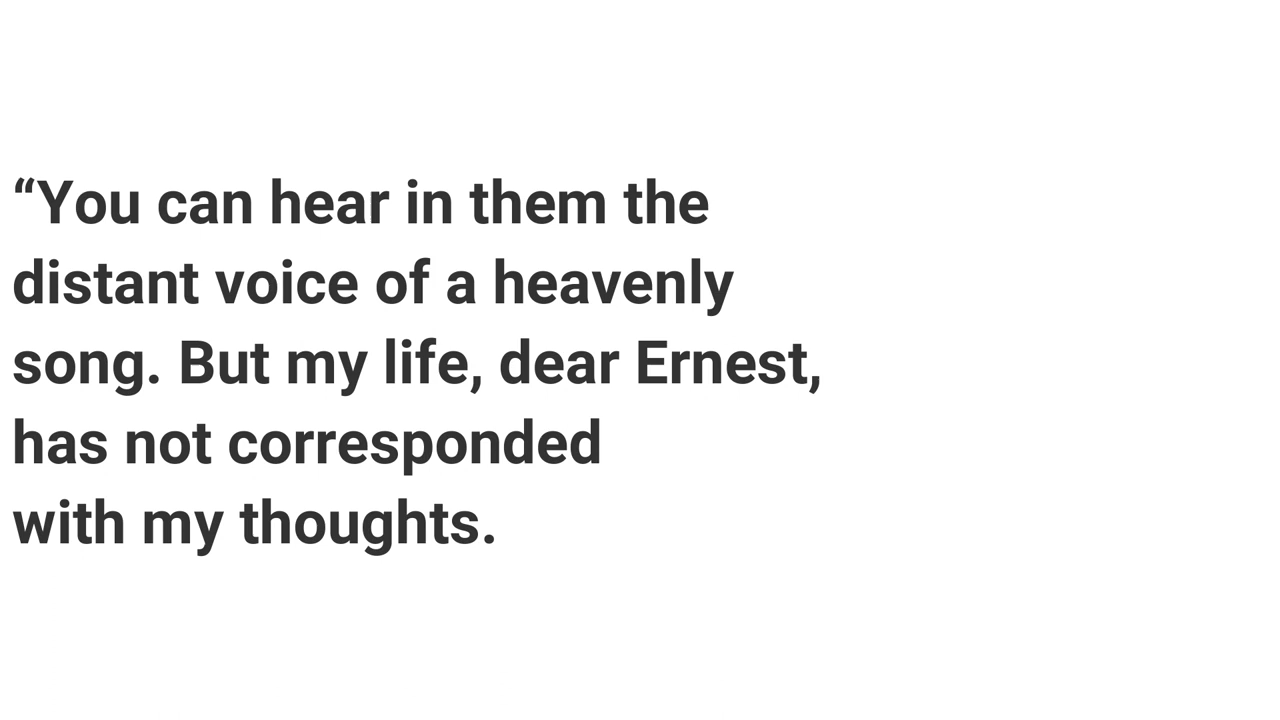 “You can hear in them the
distant voice of a heavenly
song. But my life, dear Ernest,
has not corresponded
with my thoughts.